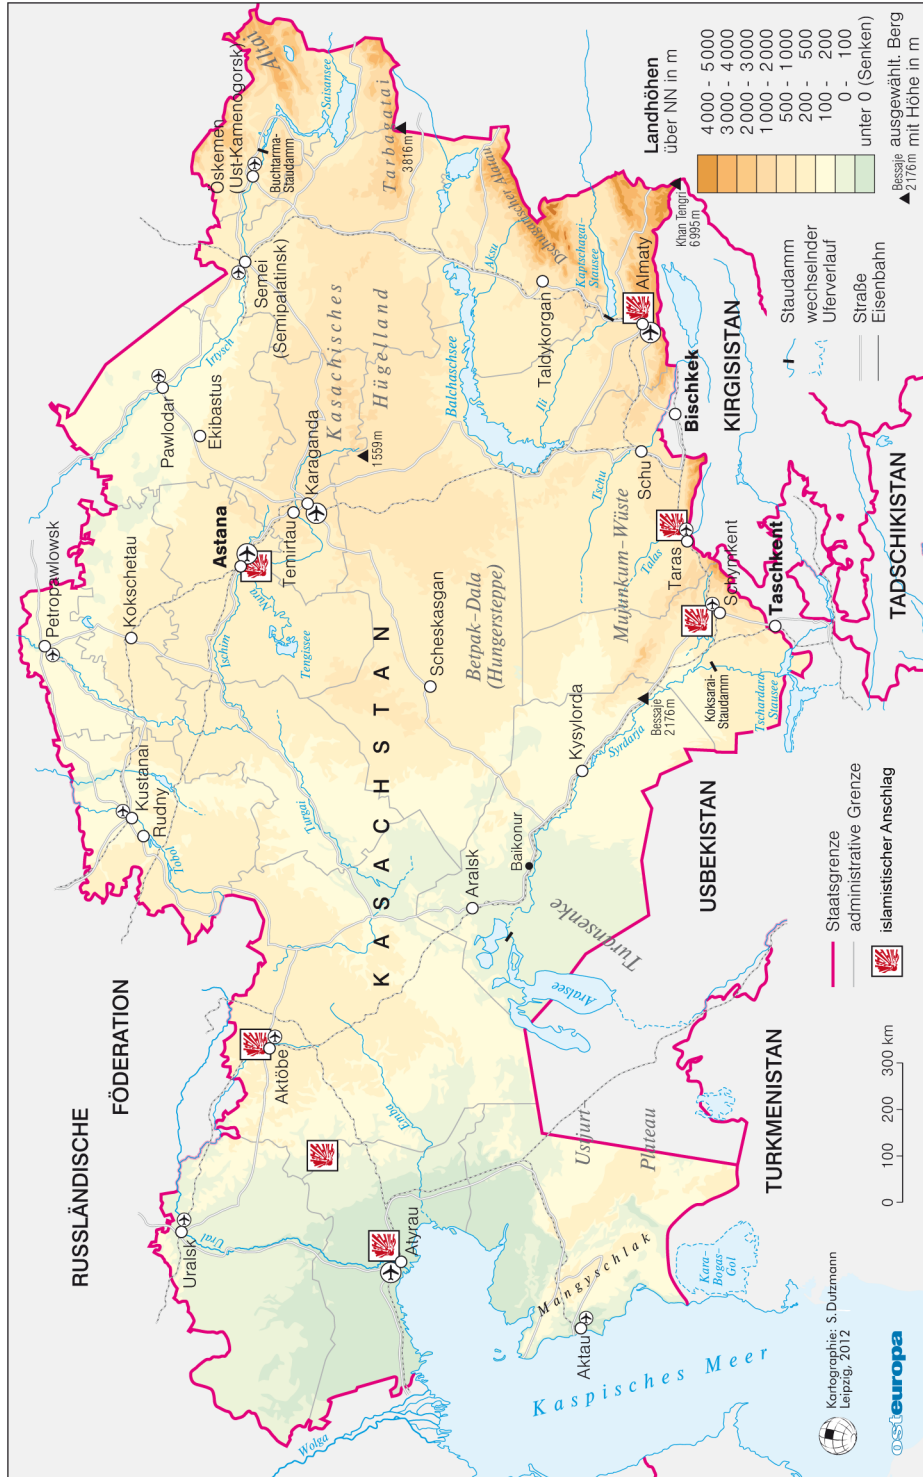 RUSSLÄNDISCHE
FÖDERATION
Petropawlowsk
Kokschetau
Kustanai
Rudny
Tobol
Uralsk
Ural
Wolga
Aktöbe
Atyrau
Emba
Turgai
Ischim
Astana
Nura
Tengissee
Temirtau
Karaganda
Pawlodar
Ekibastus
Irtysch
Semei
(Semipalatinsk)
Öskemen
(Ust-Kamenogorsk)
Buchtarma-
Staudamm
Altai
Saisansee
Tarbagatai
3816 m
Kasachisches
Hügelland
1559 m
KASACHSTAN
Scheskasgan
Betpak-Dala
(Hungersteppe)
Balchaschsee
Aksu
Ili
Taldykorgan
Dschugarischer Alatau
Kaptschagai-
Stausee
Almaty
Khan Tengri
6995 m
Aralsk
Baikonur
Kysylorda
Syrdarja
Bessaje
2176 m
Koksarai-
Staudamm
Tschardara-
Stausee
Mujunkum-Wüste
Tschu
Schu
Talas
Taras
Schymkent
Taschkent
Bischkek
KIRGISISTAN
TADSCHIKISTAN
USBEKISTAN
TURKMENISTAN
Turansenke
Aralsee
Ustjurt
Plateau
Mangyschlak
Aktau
Kaspisches Meer
Kara-
Bogas-
Gol
Kartographie: S. Dutzmann
Leipzig, 2012
osteuropa
0 100 200 300 km
Staatsgrenze
administrative Grenze
islamistischer Anschlag
Staudamm
wechselnder
Uferverlauf
Straße
Eisenbahn
Landhöhen
über NN in m
4000 - 5000
3000 - 4000
2000 - 3000
1000 - 2000
500 - 1000
200 - 500
100 - 200
0 - 100
unter 0 (Senken)
Bessaje
2176 m
ausgewählt. Berg
mit Höhe in m